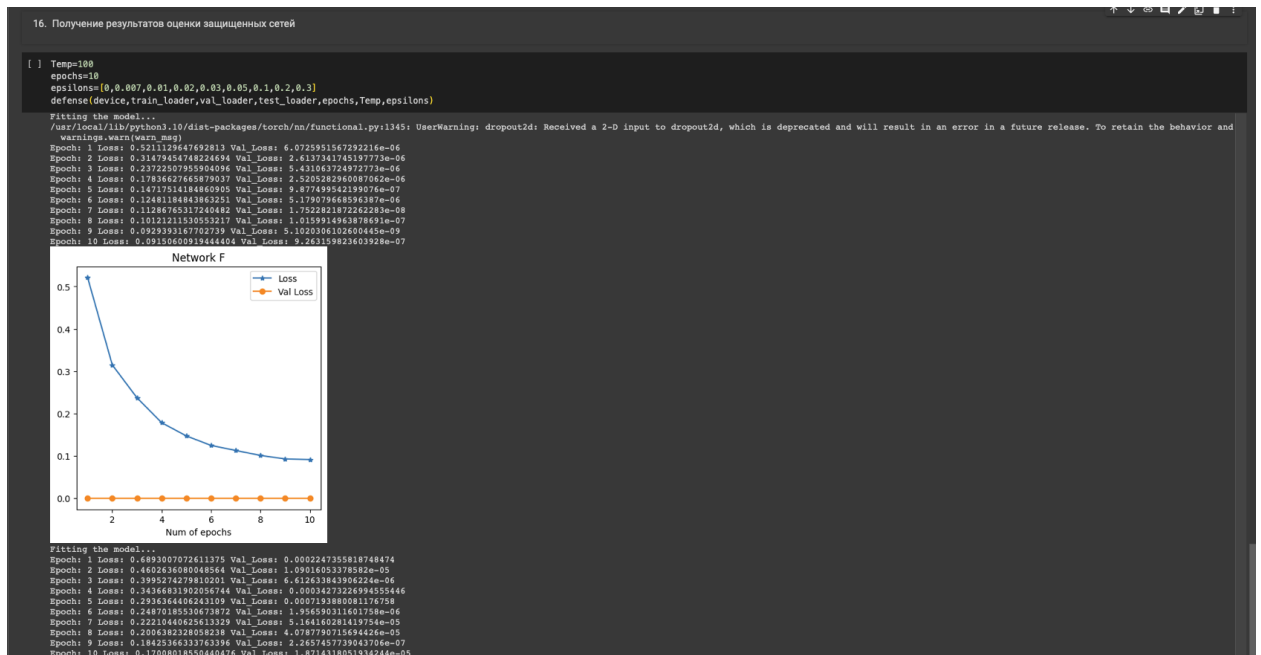 16. Получение результатов оценки защищенных сетей
[ ] Temp=100
epochs=10
epsilons=[0,0.007,0.01,0.02,0.03,0.05,0.1,0.2,0.3]
defense(device,train_loader,val_loader,test_loader,epochs,Temp,epsilons)
Fitting the model...
/usr/local/lib/python3.10/dist-packages/torch/nn/functional.py:1345: UserWarning: dropout2d: Received a 2-D input to dropout2d, which is deprecated and will result in an error in a future release. To retain the behavior and
warnings.warn(warn_msg)
Epoch: 1 Loss: 0.5211129647692813 Val_Loss: 6.0725951567292216e-06
Epoch: 2 Loss: 0.31479454748224694 Val_Loss: 2.6137341745197773e-06
Epoch: 3 Loss: 0.23722507955904096 Val_Loss: 5.431063724972773e-06
Epoch: 4 Loss: 0.17836627665879037 Val_Loss: 2.5205282960087062e-06
Epoch: 5 Loss: 0.14717514184860905 Val_Loss: 9.877499542199076e-07
Epoch: 6 Loss: 0.12481184843863251 Val_Loss: 5.179079668596387e-06
Epoch: 7 Loss: 0.11286765317240482 Val_Loss: 1.7522821872262283e-08
Epoch: 8 Loss: 0.10121211530553217 Val_Loss: 1.0159914963878691e-07
Epoch: 9 Loss: 0.0929393167702739 Val_Loss: 5.1020306102600445e-09
Epoch: 10 Loss: 0.09150600919444404 Val_Loss: 9.263159823603928e-07
Network F
Loss
Val Loss
0.5
0.4
0.3
0.2
0.1
0.0
2 4 6 8 10
Num of epochs
Fitting the model...
Epoch: 1 Loss: 0.6893007072611375 Val_Loss: 0.0002247355818748474
Epoch: 2 Loss: 0.4602636080048564 Val_Loss: 1.09016053378582e-05
Epoch: 3 Loss: 0.3995274279810201 Val_Loss: 6.612633843906224e-06
Epoch: 4 Loss: 0.34366831902056744 Val_Loss: 0.00034273226994555446
Epoch: 5 Loss: 0.2936364406243109 Val_Loss: 0.0007193880081176758
Epoch: 6 Loss: 0.24870185530673872 Val_Loss: 1.956590311601758e-06
Epoch: 7 Loss: 0.22210440625613329 Val_Loss: 5.164160281419754e-05
Epoch: 8 Loss: 0.2006382328058238 Val_Loss: 4.0787790715694426e-05
Epoch: 9 Loss: 0.18425366333763396 Val_Loss: 2.2657457739043706e-07
Epoch: 10 Loss: 0.17008018550440476 Val_Loss: 1.8714318051934244e-05